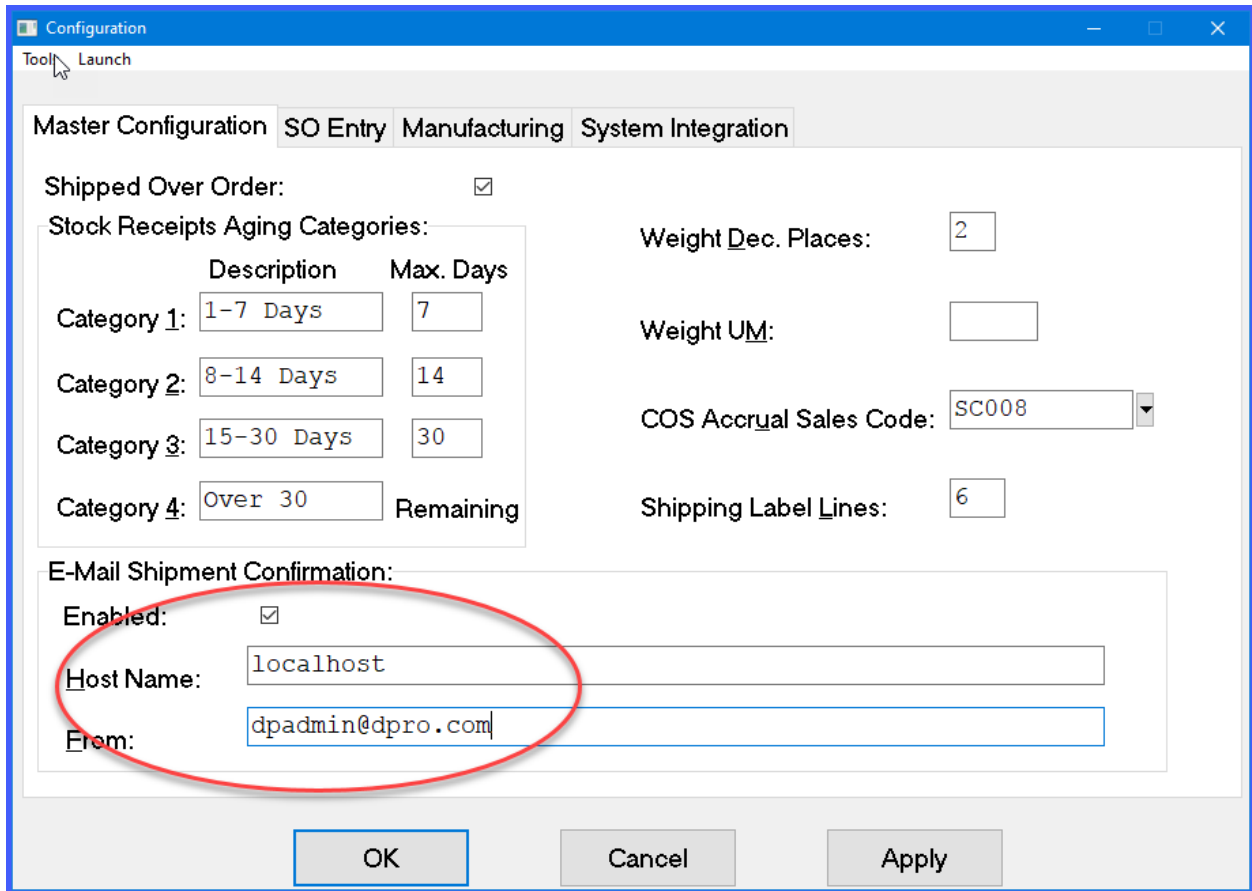 Configuration
Tools Launch
Master Configuration SO Entry Manufacturing System Integration
Shipped Over Order:
Stock Receipts Aging Categories:
Description Max. Days
Category 1: 1-7 Days 7
Category 2: 8-14 Days 14
Category 3: 15-30 Days 30
Category 4: Over 30 Remaining
Weight Dec. Places: 2
Weight UM:
COS Accrual Sales Code: SC008
Shipping Label Lines: 6
E-Mail Shipment Confirmation:
Enabled:
Host Name: localhost
From: dpadmin@dpro.com
OK Cancel Apply